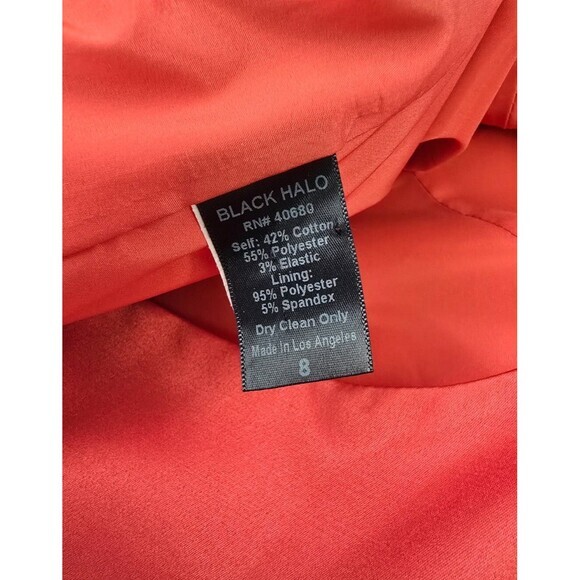 BLACK HALO
RN# 40680
Self: 42% Cotton
55% Polyester
3% Elastic
Lining:
95% Polyester
5% Spandex
Dry Clean Only
Made In Los Angeles
8